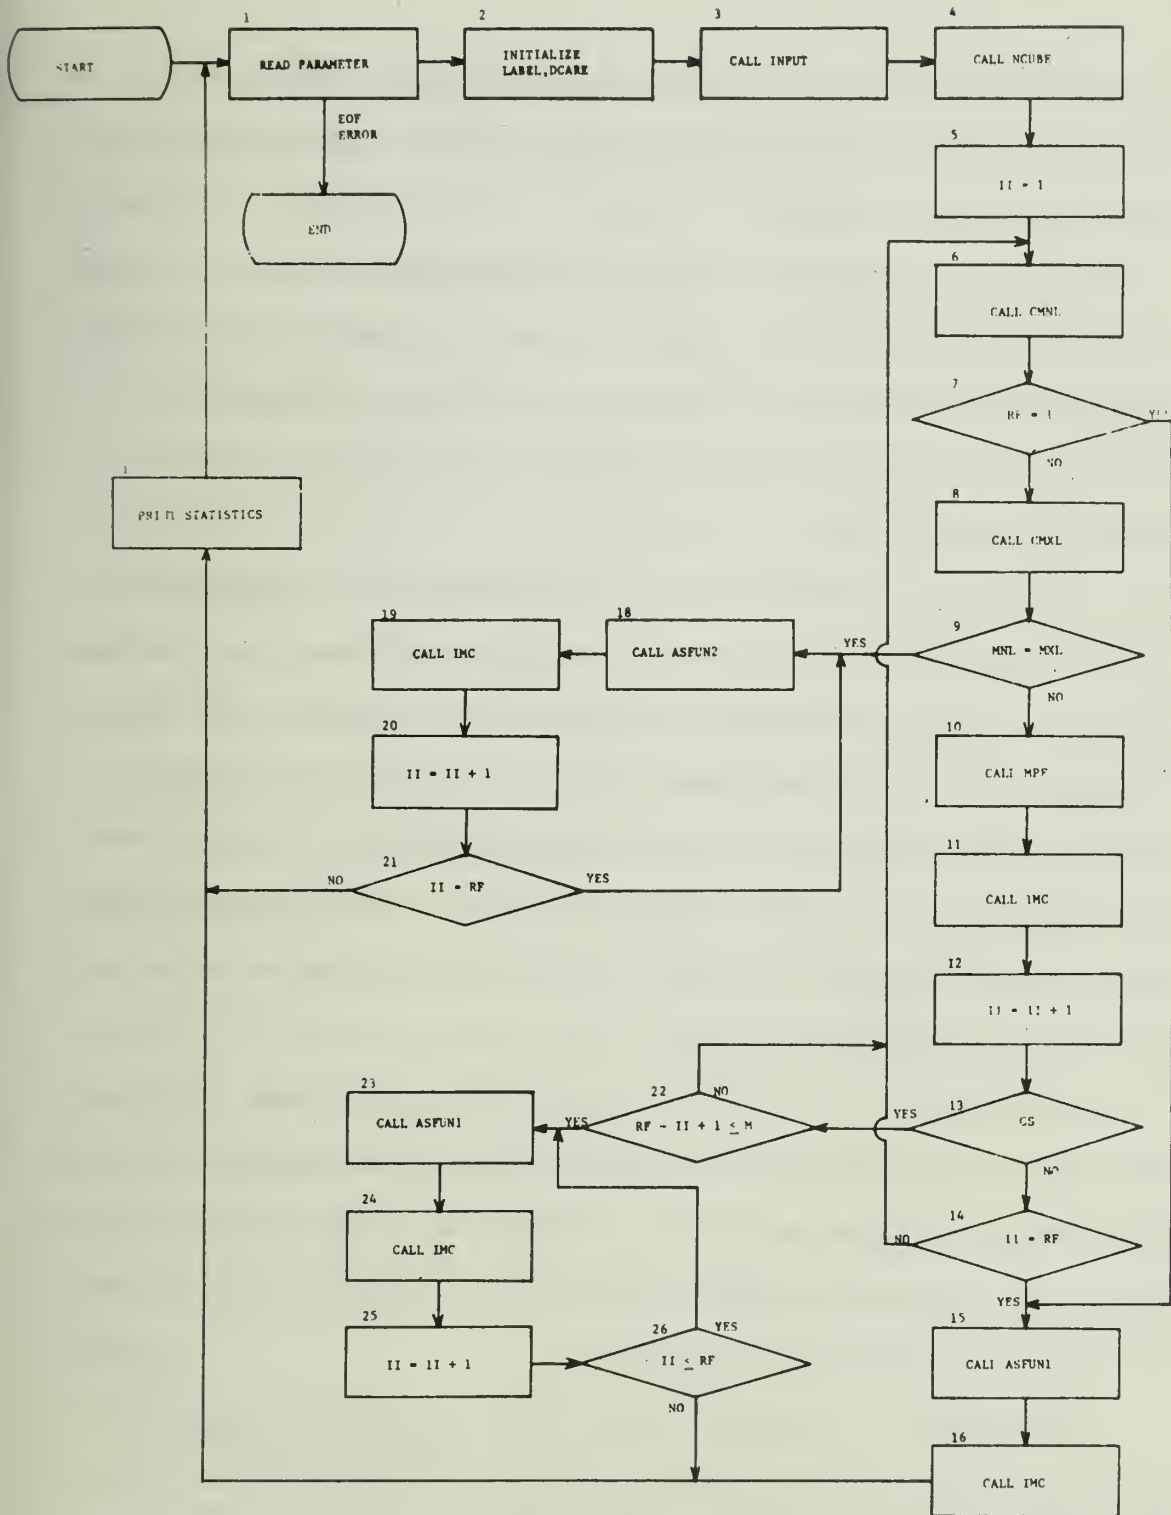 1
2
3
4
START
READ PARAMETER
INITIALIZE
LABEL,DCARE
CALL INPUT
CALL NCUBE
EOF
ERROR
END
5
II = 1
6
CALL CMNL
7
RF = 1
NO
8
CALL CMXL
STATISTICS
9
MNL = MXL
YES
NO
18
CALL ASFUN2
19
CALL IMC
20
II = II + 1
21
II = RF
NO
YES
10
CALL MPF
11
CALL IMC
12
II = II + 1
13
GS
YES
NO
14
II = RF
NO
YES
22
RF - II + 1 ≤ M
NO
YES
23
CALL ASFUN1
24
CALL IMC
25
II = II + 1
26
II ≤ RF
YES
NO
15
CALL ASFUN1
16
CALL IMC